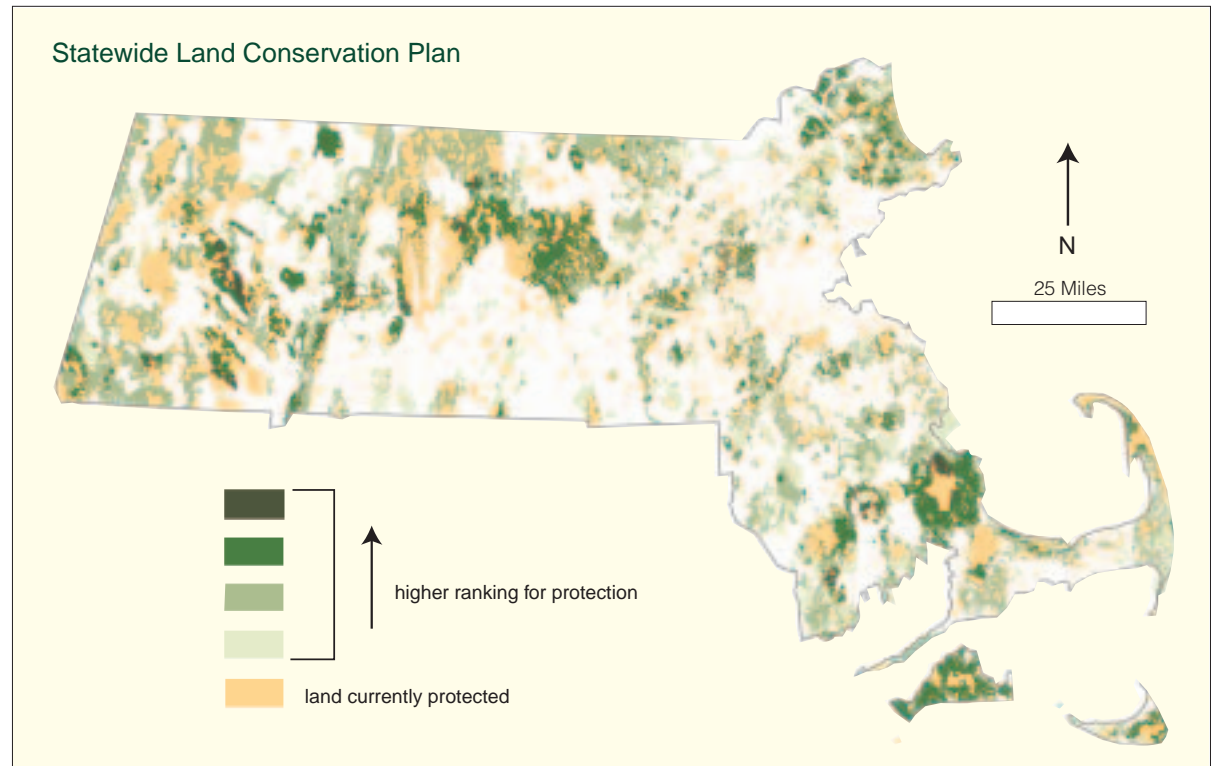 Statewide Land Conservation Plan
N
25 Miles
higher ranking for protection
land currently protected